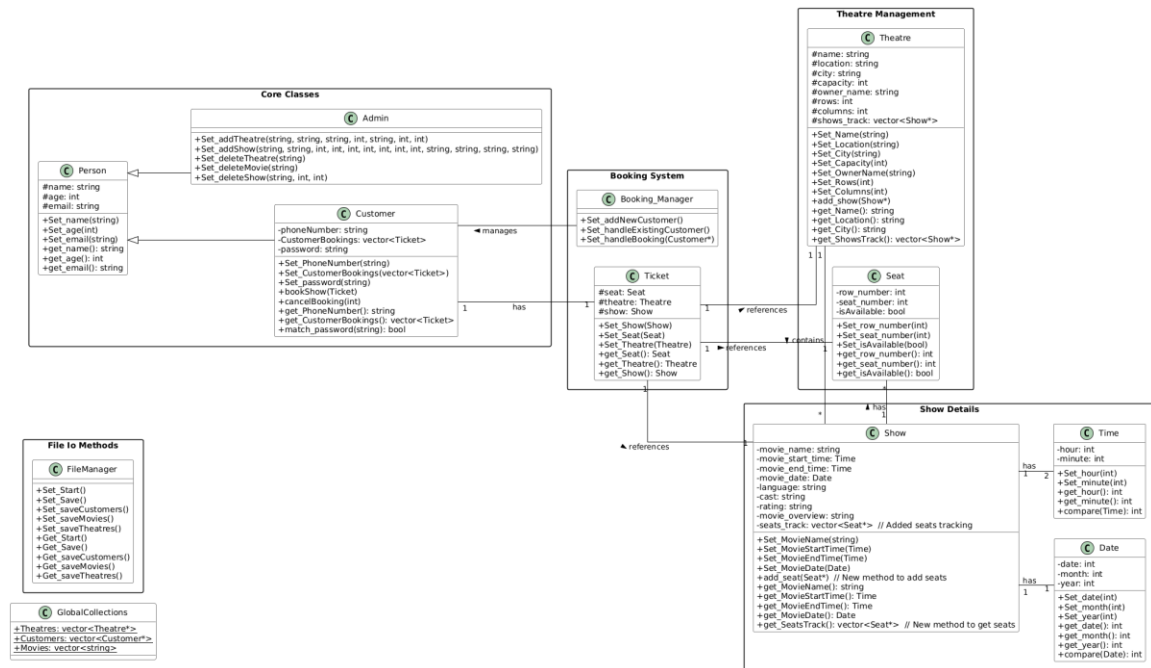 Core Classes
C Admin
+Set_addTheatre(string, string, string, int, string, int, int)
+Set_addShow(string, string, int, int, int, int, int, int, int, string, string, string, string)
+Set_deleteTheatre(string)
+Set_deleteMovie(string)
+Set_deleteShow(string, int, int)
C Person
#name: string
#age: int
#email: string
+Set_name(string)
+Set_age(int)
+Set_email(string)
+get_name(): string
+get_age(): int
+get_email(): string
C Customer
-phoneNumber: string
-CustomerBookings: vector<Ticket>
-password: string
+Set_PhoneNumber(string)
+Set_CustomerBookings(vector<Ticket>)
+Set_password(string)
+bookShow(Ticket)
+cancelBooking(int)
+get_PhoneNumber(): string
+get_CustomerBookings(): vector<Ticket>
+match_password(string): bool
manages
1
has
1
Booking System
C Booking_Manager
+Set_addNewCustomer()
+Set_handleExistingCustomer()
+Set_handleBooking(Customer*)
C Ticket
#seat: Seat
#theatre: Theatre
#show: Show
+Set_Show(Show)
+Set_Seat(Seat)
+Set_Theatre(Theatre)
+get_Seat(): Seat
+get_Theatre(): Theatre
+get_Show(): Show
1
references
1
1
references
1
1
references
1
Theatre Management
C Theatre
#name: string
#location: string
#city: string
#capacity: int
#owner_name: string
#rows: int
#columns: int
#shows_track: vector<Show*>
+Set_Name(string)
+Set_Location(string)
+Set_City(string)
+Set_Capacity(int)
+Set_OwnerName(string)
+Set_Rows(int)
+Set_Columns(int)
+add_show(Show*)
+get_Name(): string
+get_Location(): string
+get_City(): string
+get_ShowsTrack(): vector<Show*>
1
contains
*
C Seat
-row_number: int
-seat_number: int
-isAvailable: bool
+Set_row_number(int)
+Set_seat_number(int)
+Set_isAvailable(bool)
+get_row_number(): int
+get_seat_number(): int
+get_isAvailable(): bool
*
has
1
Show Details
C Show
-movie_name: string
-movie_start_time: Time
-movie_end_time: Time
-movie_date: Date
-language: string
-cast: string
-rating: string
-movie_overview: string
-seats_track: vector<Seat*> // Added seats tracking
+Set_MovieName(string)
+Set_MovieStartTime(Time)
+Set_MovieEndTime(Time)
+Set_MovieDate(Date)
+add_seat(Seat*) // New method to add seats
+get_MovieName(): string
+get_MovieStartTime(): Time
+get_MovieEndTime(): Time
+get_MovieDate(): Date
+get_SeatsTrack(): vector<Seat*> // New method to get seats
has
1
2
C Time
-hour: int
-minute: int
+Set_hour(int)
+Set_minute(int)
+get_hour(): int
+get_minute(): int
+compare(Time): int
has
1
1
C Date
-date: int
-month: int
-year: int
+Set_date(int)
+Set_month(int)
+Set_year(int)
+get_date(): int
+get_month(): int
+get_year(): int
+compare(Date): int
File Io Methods
C FileManager
+Set_Start()
+Set_Save()
+Set_saveCustomers()
+Set_saveMovies()
+Set_saveTheatres()
+Get_Start()
+Get_Save()
+Get_saveCustomers()
+Get_saveMovies()
+Get_saveTheatres()
C GlobalCollections
+Theatres: vector<Theatre*>
+Customers: vector<Customer*>
+Movies: vector<string>